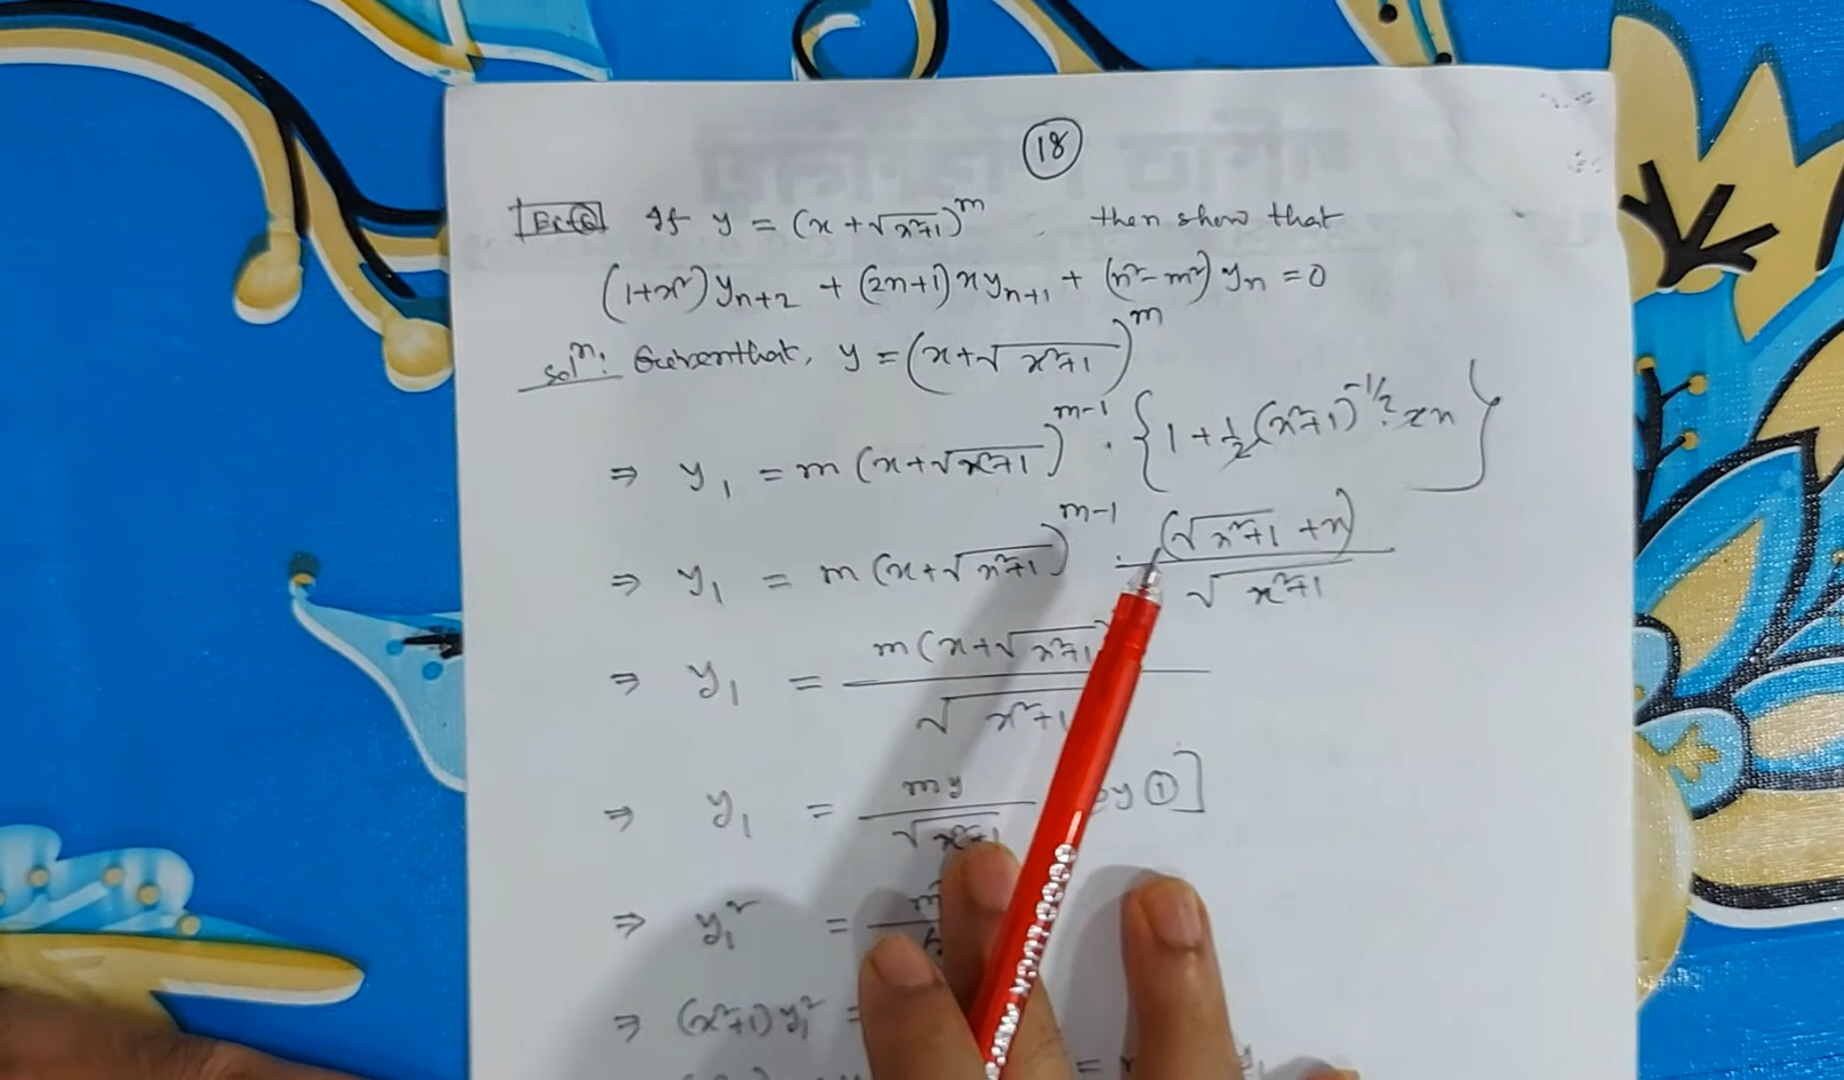 (18)
Ex-6 If y = (x + √x²+1)^m then show that
(1+x²) y_{n+2} + (2n+1) x y_{n+1} + (n²-m²) y_n = 0
Solⁿ: Given that, y = (x + √x²+1)^m
⇒ y₁ = m (x + √x²+1)^{m-1} . {1 + 1/2 (x²+1)^{-1/2} . 2x}
⇒ y₁ = m (x + √x²+1)^{m-1} . (√x²+1 + x) / √x²+1
⇒ y₁ = m (x + √x²+1 / √x²+1
⇒ y₁ = my / √x²+1 by ①]
⇒ y₁² = m
⇒ (x²+1) y₁² =